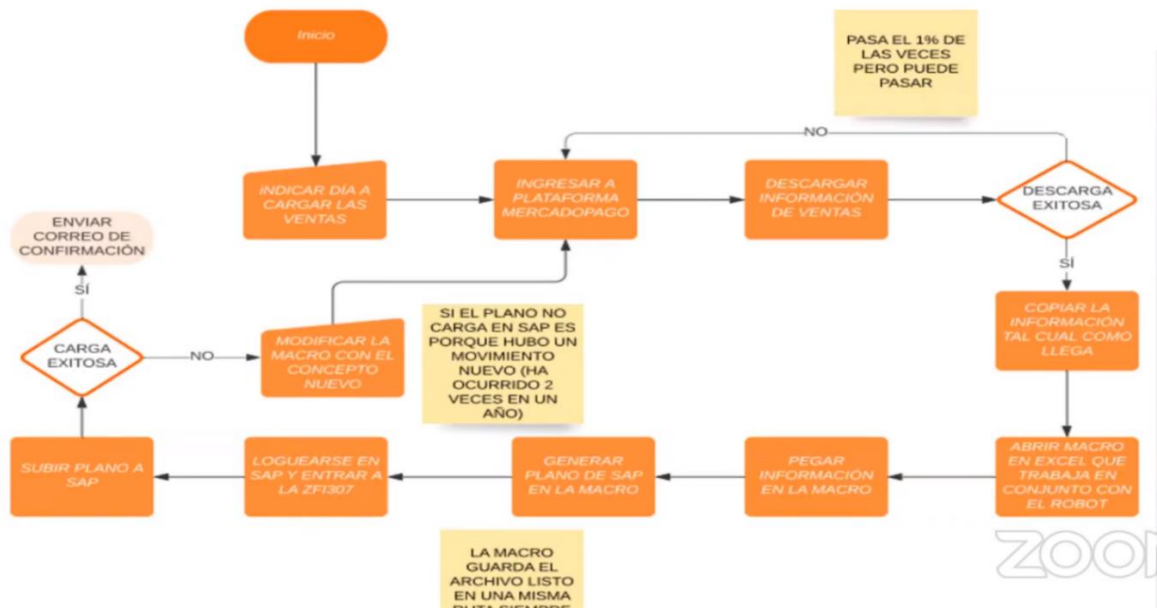 Inicio
PASA EL 1% DE
LAS VECES
PERO PUEDE
PASAR
NO
INDICAR DÍA A
CARGAR LAS
VENTAS
INGRESAR A
PLATAFORMA
MERCADOPAGO
DESCARGAR
INFORMACIÓN
DE VENTAS
DESCARGA
EXITOSA
ENVIAR
CORREO DE
CONFIRMACIÓN
SÍ
SÍ
CARGA
EXITOSA
NO
MODIFICAR LA
MACRO CON EL
CONCEPTO
NUEVO
SI EL PLANO NO
CARGA EN SAP ES
PORQUE HUBO UN
MOVIMIENTO
NUEVO (HA
OCURRIDO 2
VECES EN UN
AÑO)
COPIAR LA
INFORMACIÓN
TAL CUAL COMO
LLEGA
SUBIR PLANO A
SAP
LOGUEARSE EN
SAP Y ENTRAR A
LA ZFI307
GENERAR
PLANO DE SAP
EN LA MACRO
PEGAR
INFORMACIÓN
EN LA MACRO
ABRIR MACRO
EN EXCEL QUE
TRABAJA EN
CONJUNTO CON
EL ROBOT
LA MACRO
GUARDA EL
ARCHIVO LISTO
EN UNA MISMA
RUTA SIEMPRE
ZOOM